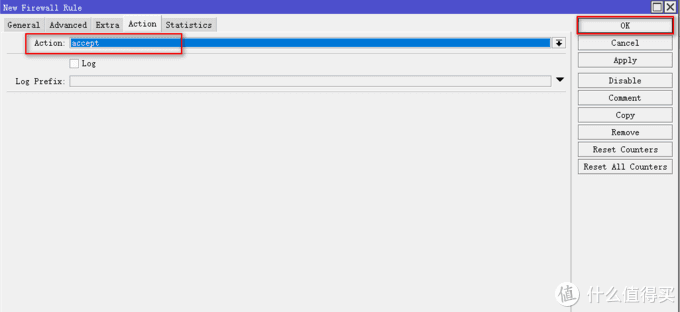 New Firewall Rule
General Advanced Extra Action Statistics
Action: accept
Log
Log Prefix:
OK
Cancel
Apply
Disable
Comment
Copy
Remove
Reset Counters
Reset All Counters
值 什么值得买